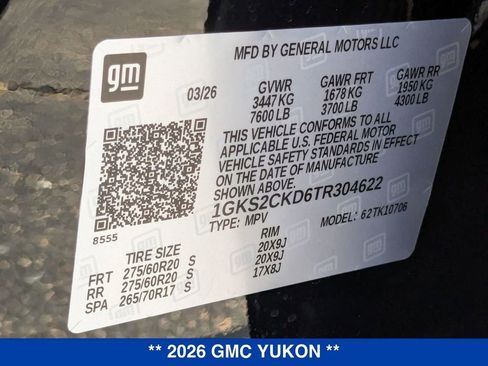 gm
MFD BY GENERAL MOTORS LLC
03/26
GVWR GAWR FRT GAWR RR
3447 KG 1678 KG 1950 KG
7600 LB 3700 LB 4300 LB
THIS VEHICLE CONFORMS TO ALL
APPLICABLE U.S. FEDERAL MOTOR
VEHICLE SAFETY STANDARDS IN EFFECT
ON THE DATE OF MANUFACTURE
SHOWN ABOVE.
1GKS2CKD6TR304622
TYPE: MPV MODEL: 62TK10706
8555
TIRE SIZE RIM
FRT 275/60R20 S 20X9J
RR 275/60R20 S 20X9J
SPA 265/70R17 S 17X8J
** 2026 GMC YUKON **